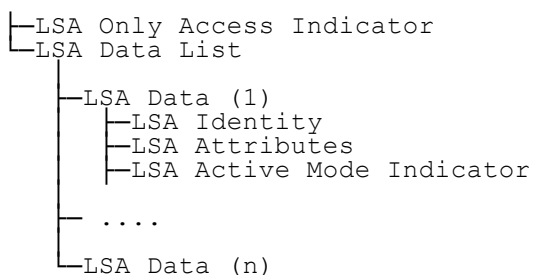 LSA Only Access Indicator
LSA Data List
LSA Data (1)
LSA Identity
LSA Attributes
LSA Active Mode Indicator
....
LSA Data (n)